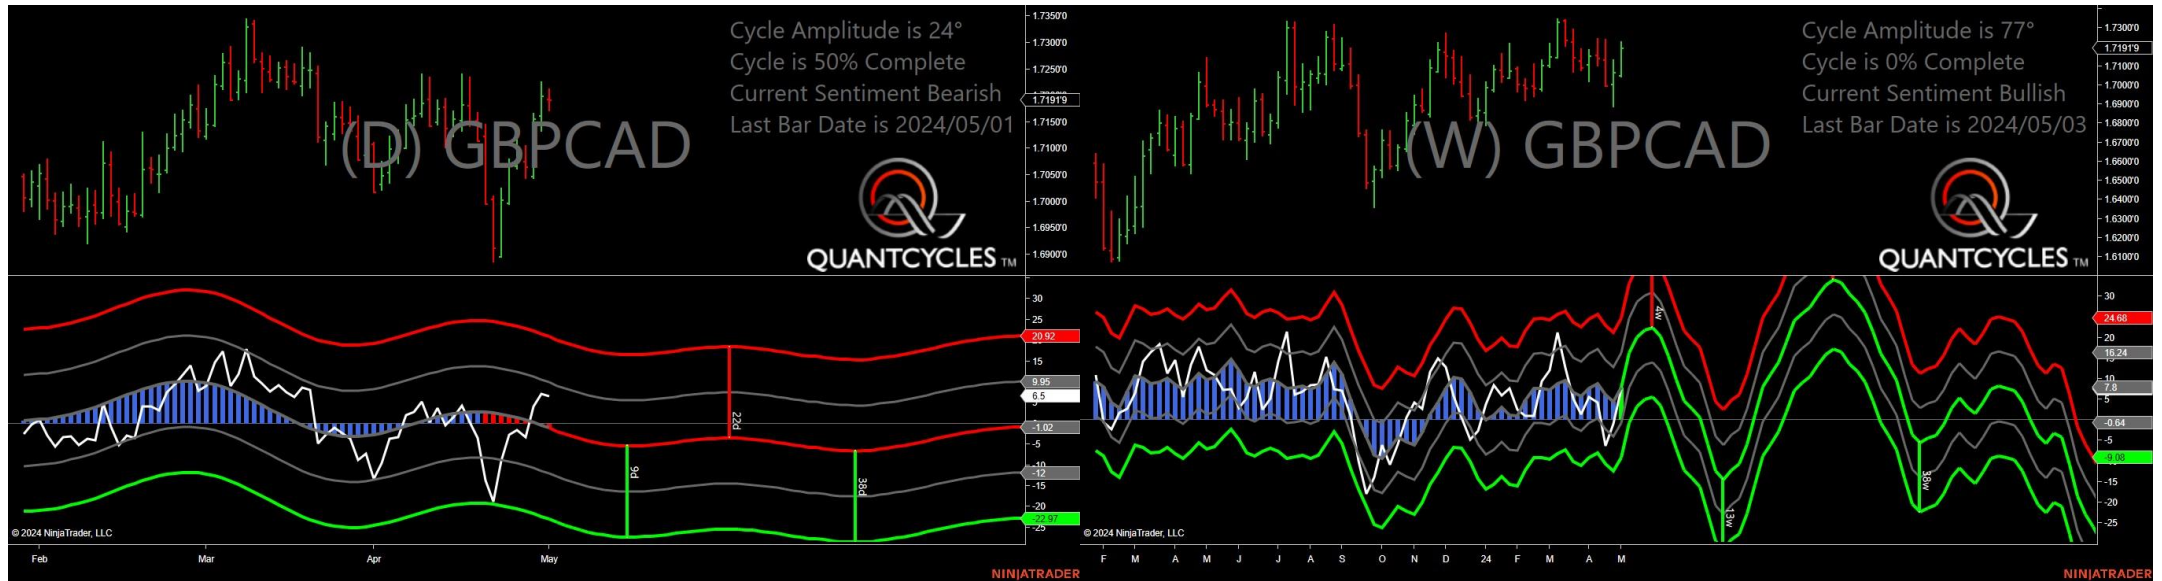 Cycle Amplitude is 24°
Cycle is 50% Complete
Current Sentiment Bearish
Last Bar Date is 2024/05/01
(D) GBPCAD
QUANTCYCLES TM
1.7350'0
1.7300'0
1.7250'0
1.7191'9
1.7150'0
1.7100'0
1.7050'0
1.7000'0
1.6950'0
1.6900'0
30
25
20.92
15
9.95
6.5
-1.02
-5
-12
-15
-20
-22.97
-25
9d
22d
38d
© 2024 NinjaTrader, LLC
Feb Mar Apr May
NINJATRADER
Cycle Amplitude is 77°
Cycle is 0% Complete
Current Sentiment Bullish
Last Bar Date is 2024/05/03
(W) GBPCAD
QUANTCYCLES TM
1.7300'0
1.7191'9
1.7100'0
1.7000'0
1.6900'0
1.6800'0
1.6700'0
1.6600'0
1.6500'0
1.6400'0
1.6300'0
1.6200'0
1.6100'0
30
24.68
20
16.24
10
7.8
5
-0.64
-5
-9.08
-15
-20
-25
4w
13w
38w
© 2024 NinjaTrader, LLC
F M A M J J A S O N D 24 F M A M
NINJATRADER